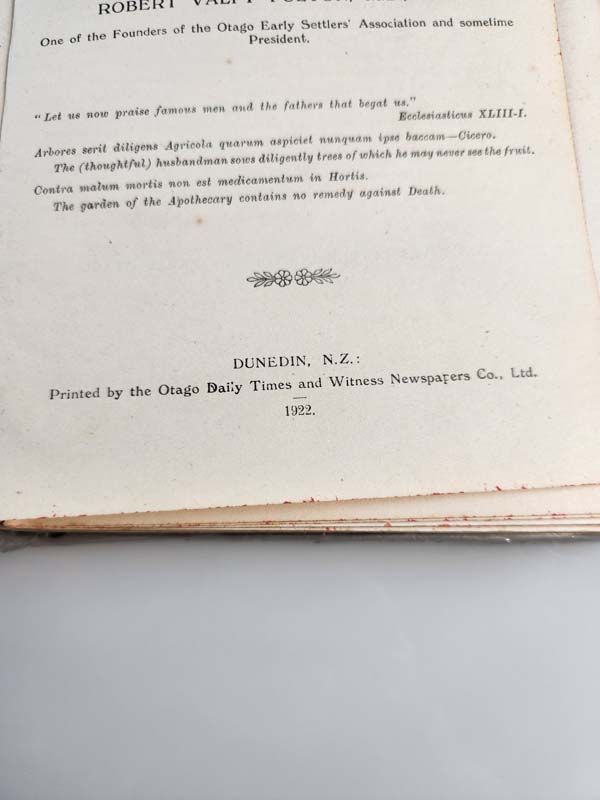 ROBERT VALPY
One of the Founders of the Otago Early Settlers' Association and sometime
President.
"Let us now praise famous men and the fathers that begat us."
Ecclesiasticus XLIII-I.
Arbores serit diligens Agricola quarum aspiciet nunquam ipse baccam—Cicero.
The (thoughtful) husbandman sows diligently trees of which he may never see the fruit.
Contra malum mortis non est medicamentum in Hortis.
The garden of the Apothecary contains no remedy against Death.
DUNEDIN, N.Z.:
Printed by the Otago Daily Times and Witness Newspapers Co., Ltd.
1922.